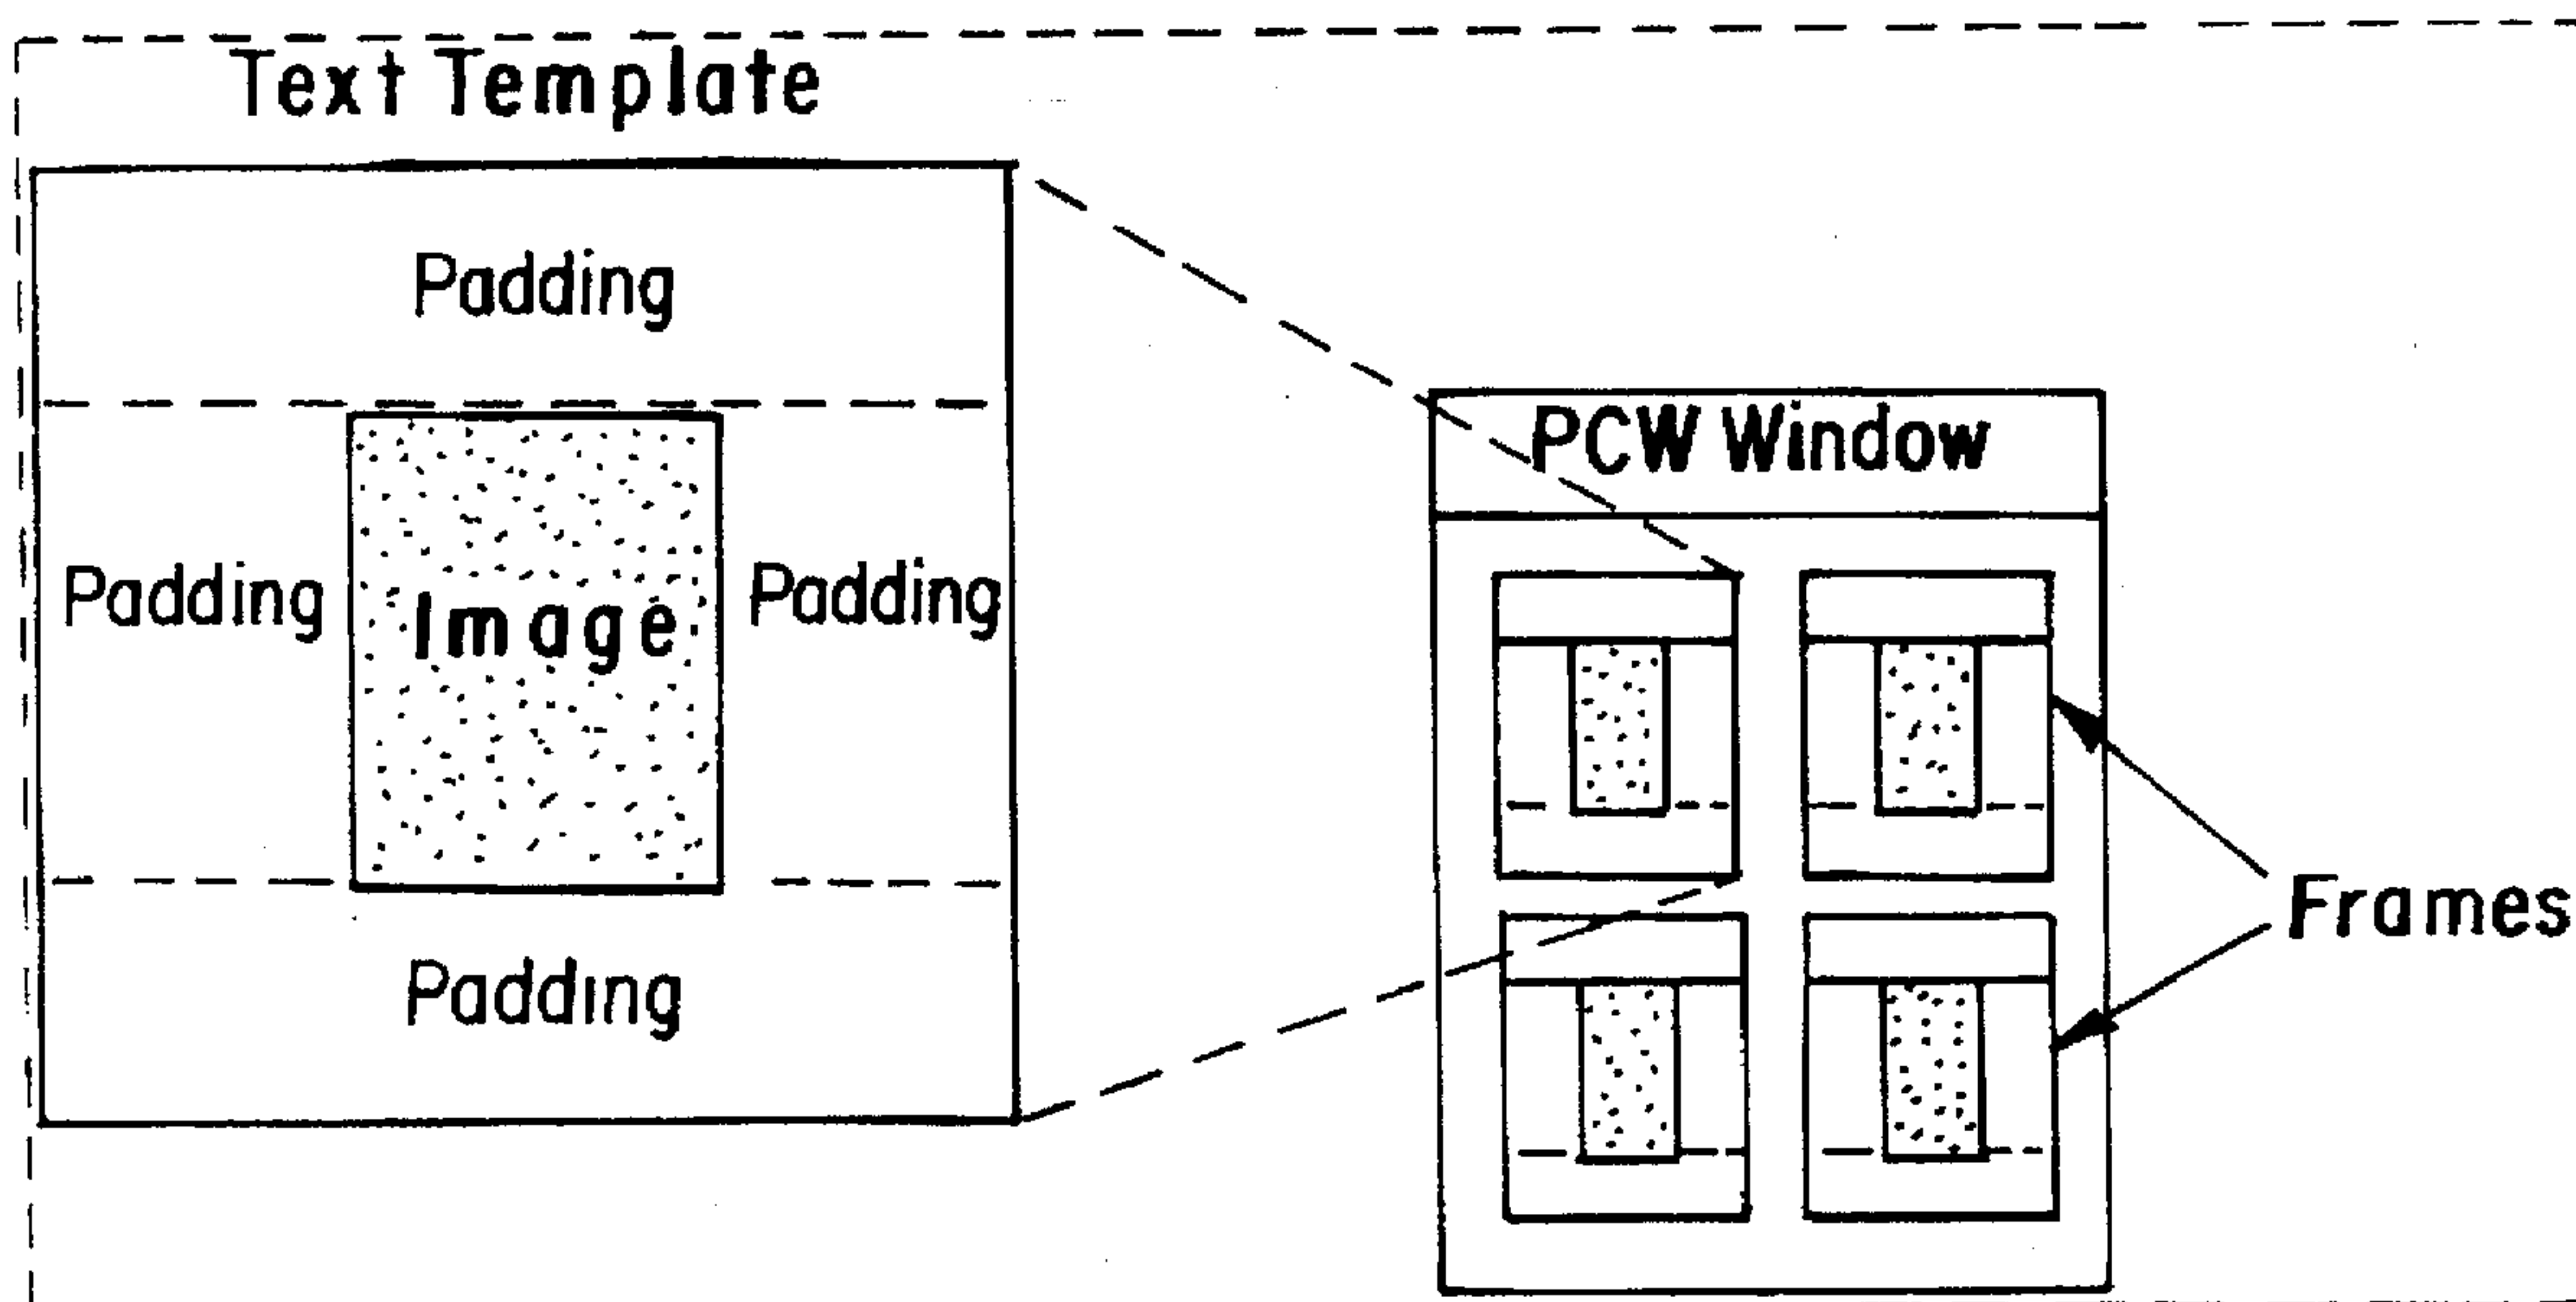 Text Template
Padding
Padding
Image
Padding
Padding
PCW Window
Frames